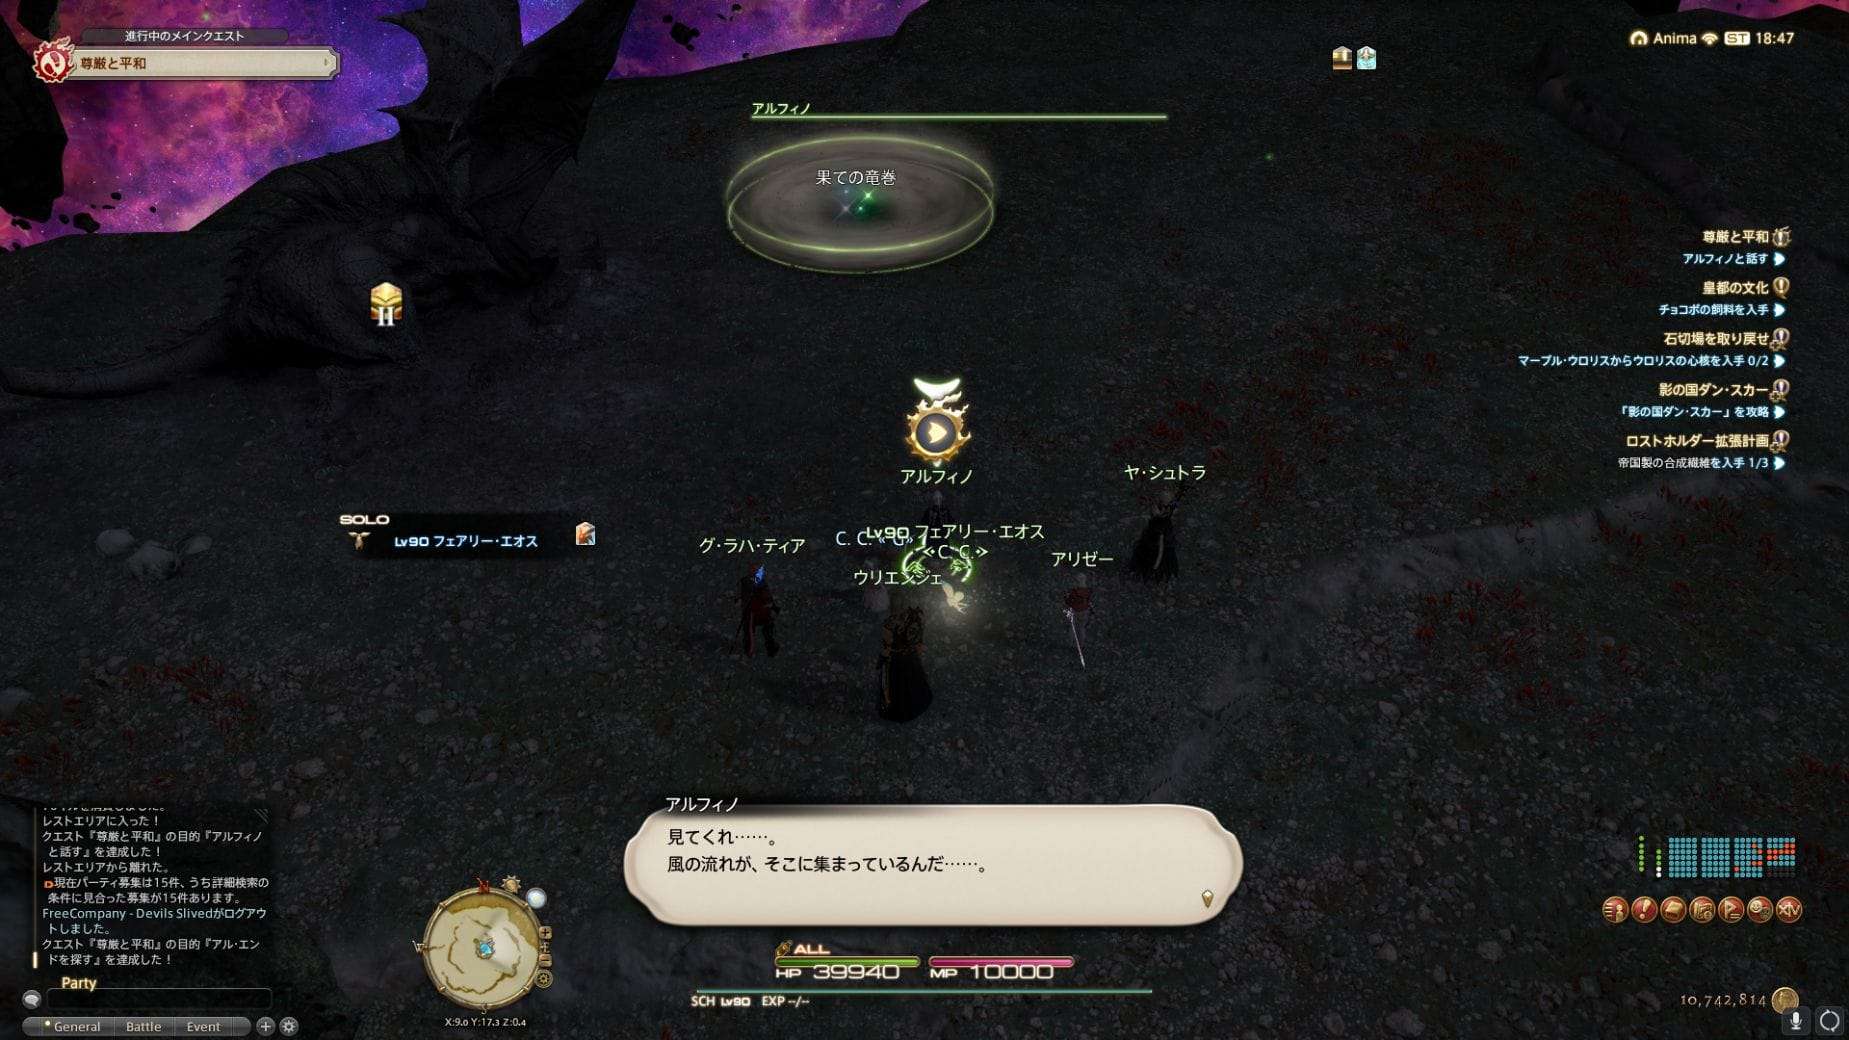 進行中のメインクエスト
尊厳と平和
Anima ST 18:47
アルフィノ
果ての竜巻
尊厳と平和
アルフィノと話す
皇都の文化
チョコボの飼料を入手
石切場を取り戻せ
マーブル・ウロリスからウロリスの心核を入手 0/2
影の国ダン・スカー
「影の国ダン・スカー」を攻略
ロストホルダー拡張計画
帝国製の合成繊維を入手 1/3
II
アルフィノ
ヤ・シュトラ
SOLO
Lv90 フェアリー・エオス
グ・ラハ・ティア
C. C. «G»
Lv90 フェアリー・エオス
«C. C.»
アリゼー
ウリエンジェ
アルフィノ
見てくれ……。
風の流れが、そこに集まっているんだ……。
レストエリアに入った！
クエスト『尊厳と平和』の目的『アルフィノ
と話す』を達成した！
レストエリアから離れた。
現在パーティ募集は15件、うち詳細検索の
条件に見合った募集が15件あります。
FreeCompany - Devils Slivedがログアウ
トしました。
クエスト『尊厳と平和』の目的『アル・エン
ドを探す』を達成した！
Party
General Battle Event
N
W
S
X:9.0 Y:17.3 Z:0.4
ALL
HP 39940 MP 10000
SCH Lv90 EXP --/--
XIV
10,742,814